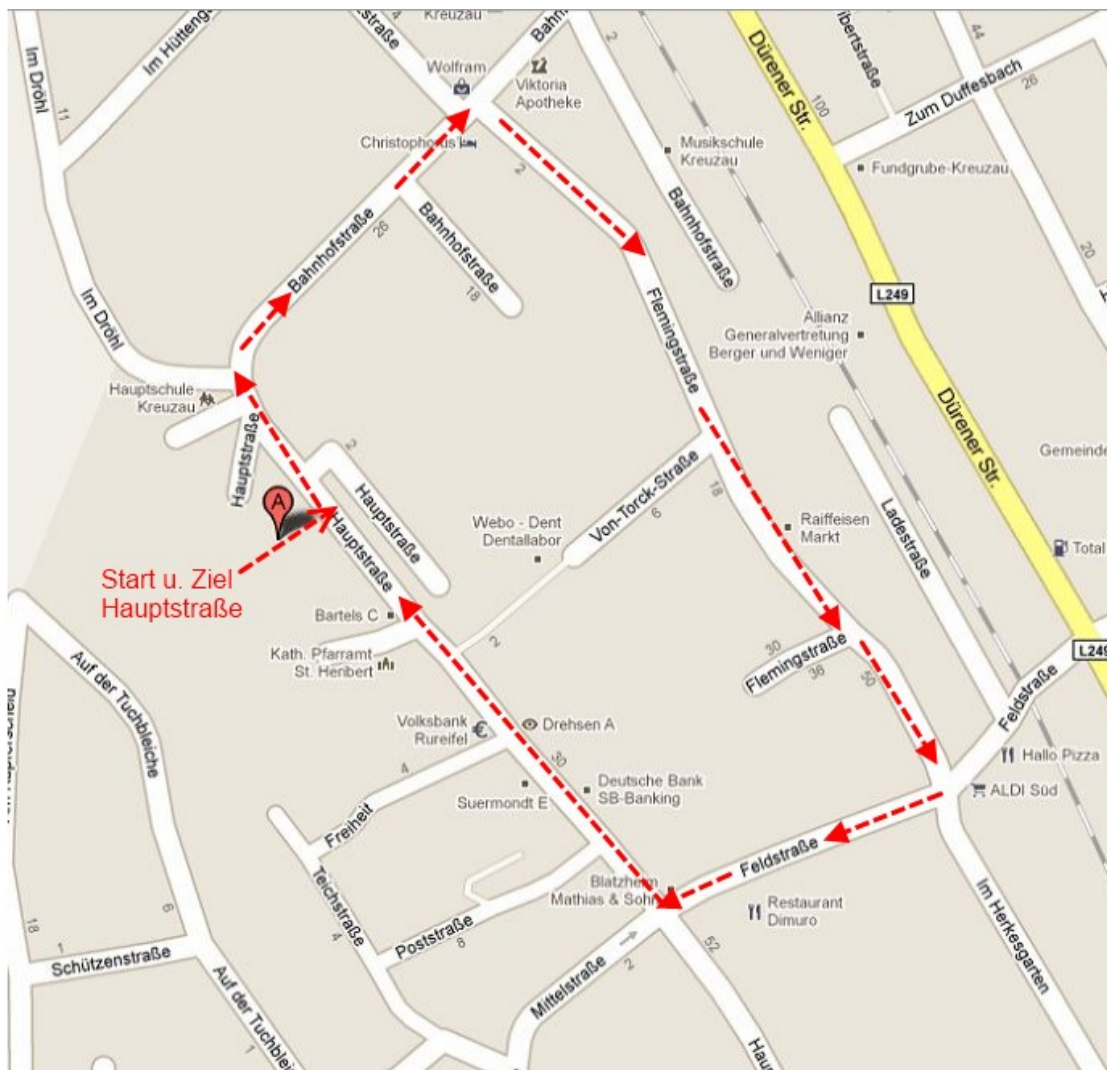 Im Dröhl
Im Hüttenga
4
Kreuzau
Bahn
2
11
Wolfram
Viktoria
Apotheke
Christophorus
2
Musikschule
Kreuzau
Dürener Str.
100
ibertstraße
44
26
Zum Duffesbach
Fundgrube-Kreuzau
20
Bahnhofstraße
26
Bahnhofstraße
18
Bahnhofstraße
L249
Im Dröhl
Flemingstraße
Allianz
Generalvertretung
Berger und Weniger
Hauptschule
Kreuzau
Dürener Str.
Hauptstraße
2
Hauptstraße
A
Hauptstraße
Von-Torck-Straße
6
18
Gemeinde
Webo - Dent
Dentallabor
Raiffeisen
Markt
Ladestraße
Total
Start u. Ziel
Hauptstraße
Bartels C
Kath. Pfarramt
St. Heribert
2
30
Flemingstraße
36
50
L249
Feldstraße
Auf der Tuchbleiche
Volksbank
Rureifel
Drehsen A
30
Hallo Pizza
ALDI Süd
4
Freiheit
Suermondt E
Deutsche Bank
SB-Banking
Feldstraße
Blatzheim
Mathias & Sohn
Restaurant
Dimuro
Im Herkesgarten
Teichstraße
4
Poststraße
8
6
18
1
Schützenstraße
Mittelstraße
2
52
Auf der Tuchbleiche
1
Hau